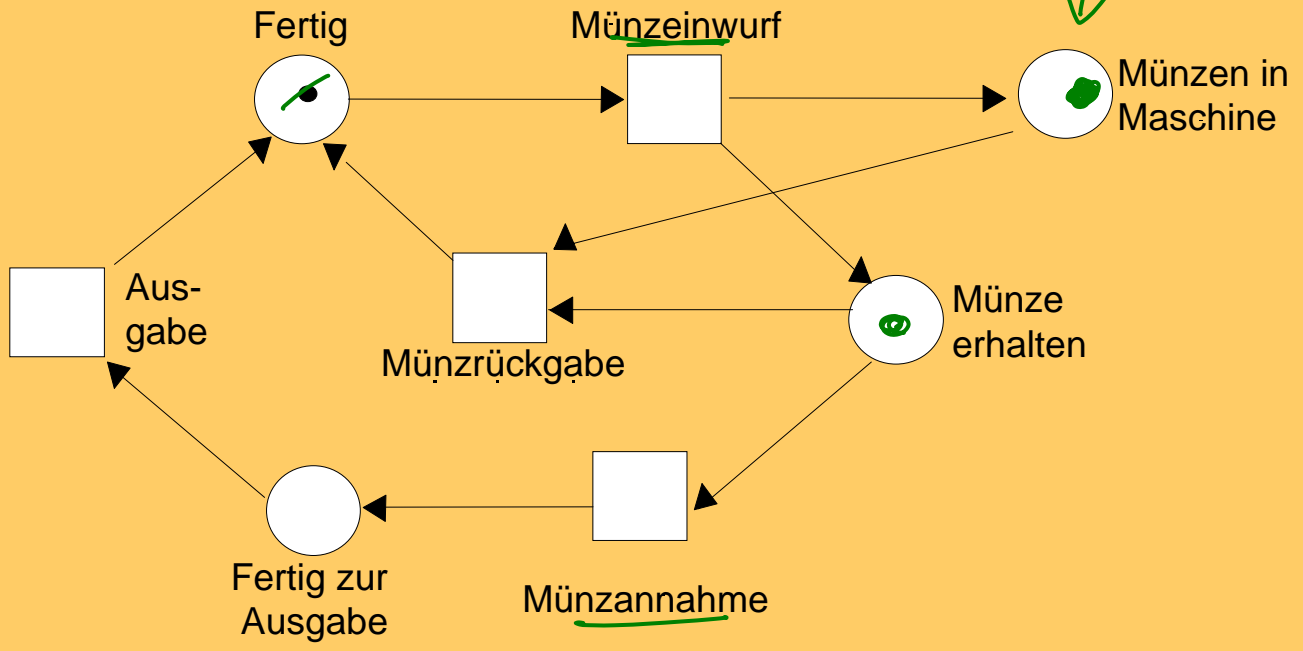 Fertig
Münzeinwurf
Münzen in
Maschine
Aus-
gabe
Münzrückgabe
Münze
erhalten
Fertig zur
Ausgabe
Münzannahme